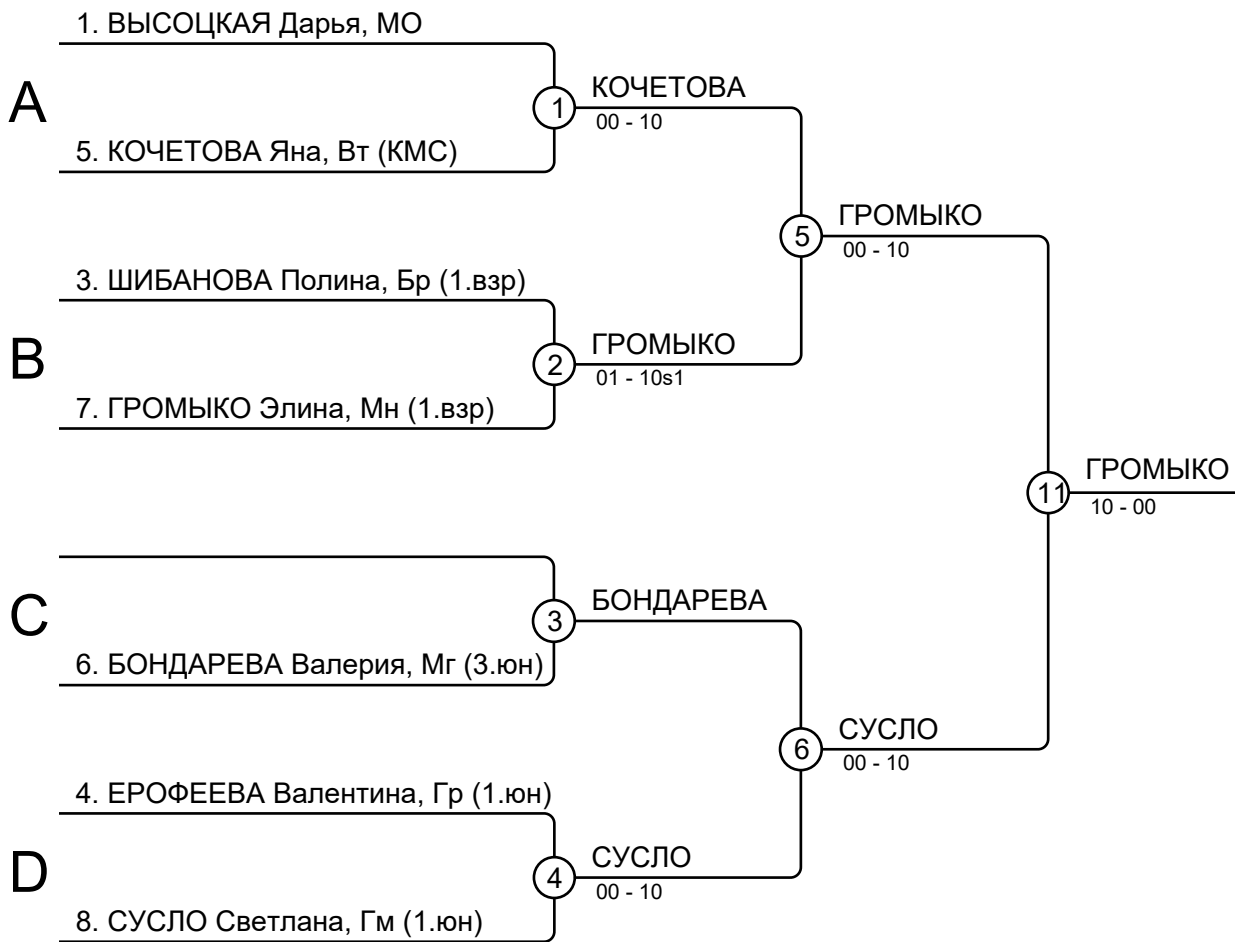 1. ВЫСОЦКАЯ Дарья, МО
A
1
КОЧЕТОВА
00 - 10
5. КОЧЕТОВА Яна, Вт (КМС)
5
ГРОМЫКО
00 - 10
3. ШИБАНОВА Полина, Бр (1.взр)
B
2
ГРОМЫКО
01 - 10s1
7. ГРОМЫКО Элина, Мн (1.взр)
11
ГРОМЫКО
10 - 00
C
3
БОНДАРЕВА
6. БОНДАРЕВА Валерия, Мг (3.юн)
6
СУСЛО
00 - 10
4. ЕРОФЕЕВА Валентина, Гр (1.юн)
D
4
СУСЛО
00 - 10
8. СУСЛО Светлана, Гм (1.юн)